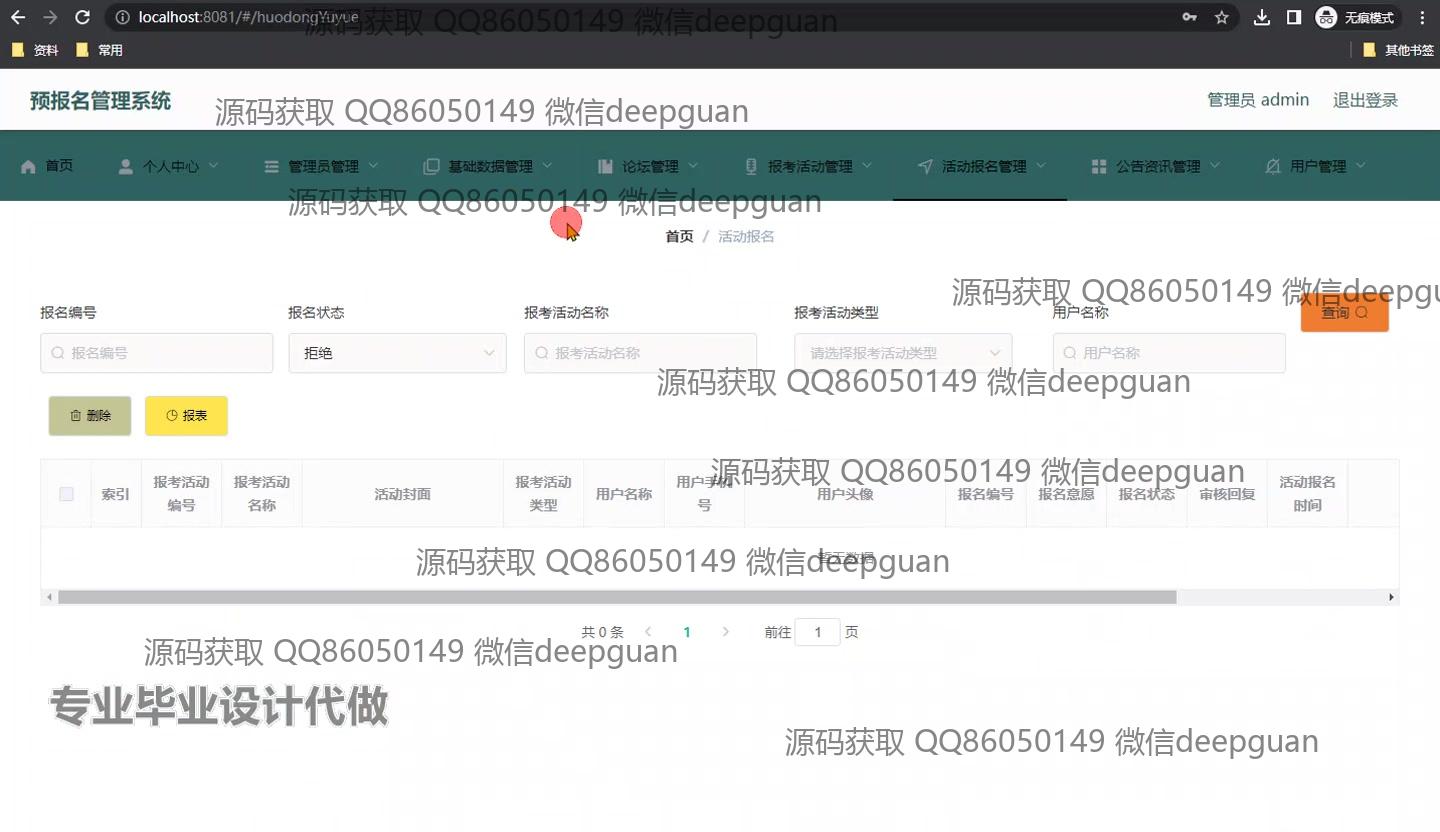 localhost:8081/#/huodongYuyue
源码获取 QQ86050149 微信deepguan
无痕模式
资料 常用 其他书签
预报名管理系统
源码获取 QQ86050149 微信deepguan
管理员 admin 退出登录
首页 个人中心 管理员管理 基础数据管理 论坛管理 报考活动管理 活动报名管理 公告资讯管理 用户管理
源码获取 QQ86050149 微信deepguan
首页 / 活动报名
源码获取 QQ86050149 微信deepgu
报名编号 报名状态 报考活动名称 报考活动类型 用户名称 查询
报名编号 拒绝 报考活动名称 请选择报考活动类型 用户名称
源码获取 QQ86050149 微信deepguan
删除 报表
源码获取 QQ86050149 微信deepguan
索引 报考活动编号 报考活动名称 活动封面 报考活动类型 用户名称 用户手机号 用户头像 报名编号 报名意愿 报名状态 审核回复 活动报名时间
暂无数据
源码获取 QQ86050149 微信deepguan
共 0 条 1 前往 1 页
源码获取 QQ86050149 微信deepguan
专业毕业设计代做
源码获取 QQ86050149 微信deepguan